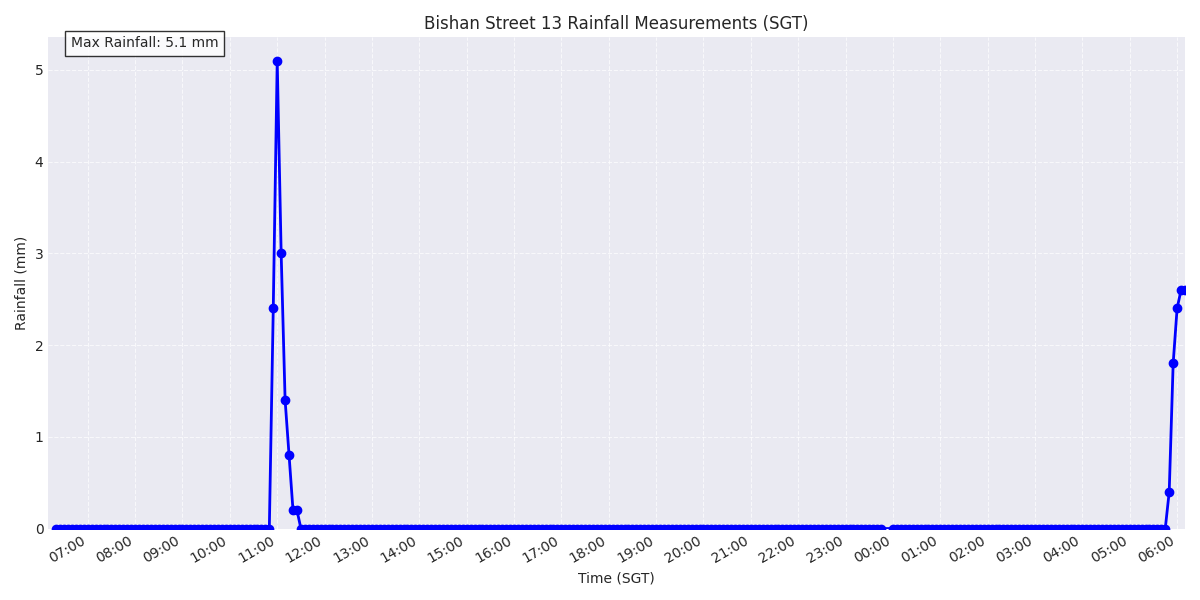 Bishan Street 13 Rainfall Measurements (SGT)
Max Rainfall: 5.1 mm
Rainfall (mm)
5
4
3
2
1
0
07:00 08:00 09:00 10:00 11:00 12:00 13:00 14:00 15:00 16:00 17:00 18:00 19:00 20:00 21:00 22:00 23:00 00:00 01:00 02:00 03:00 04:00 05:00 06:00
Time (SGT)